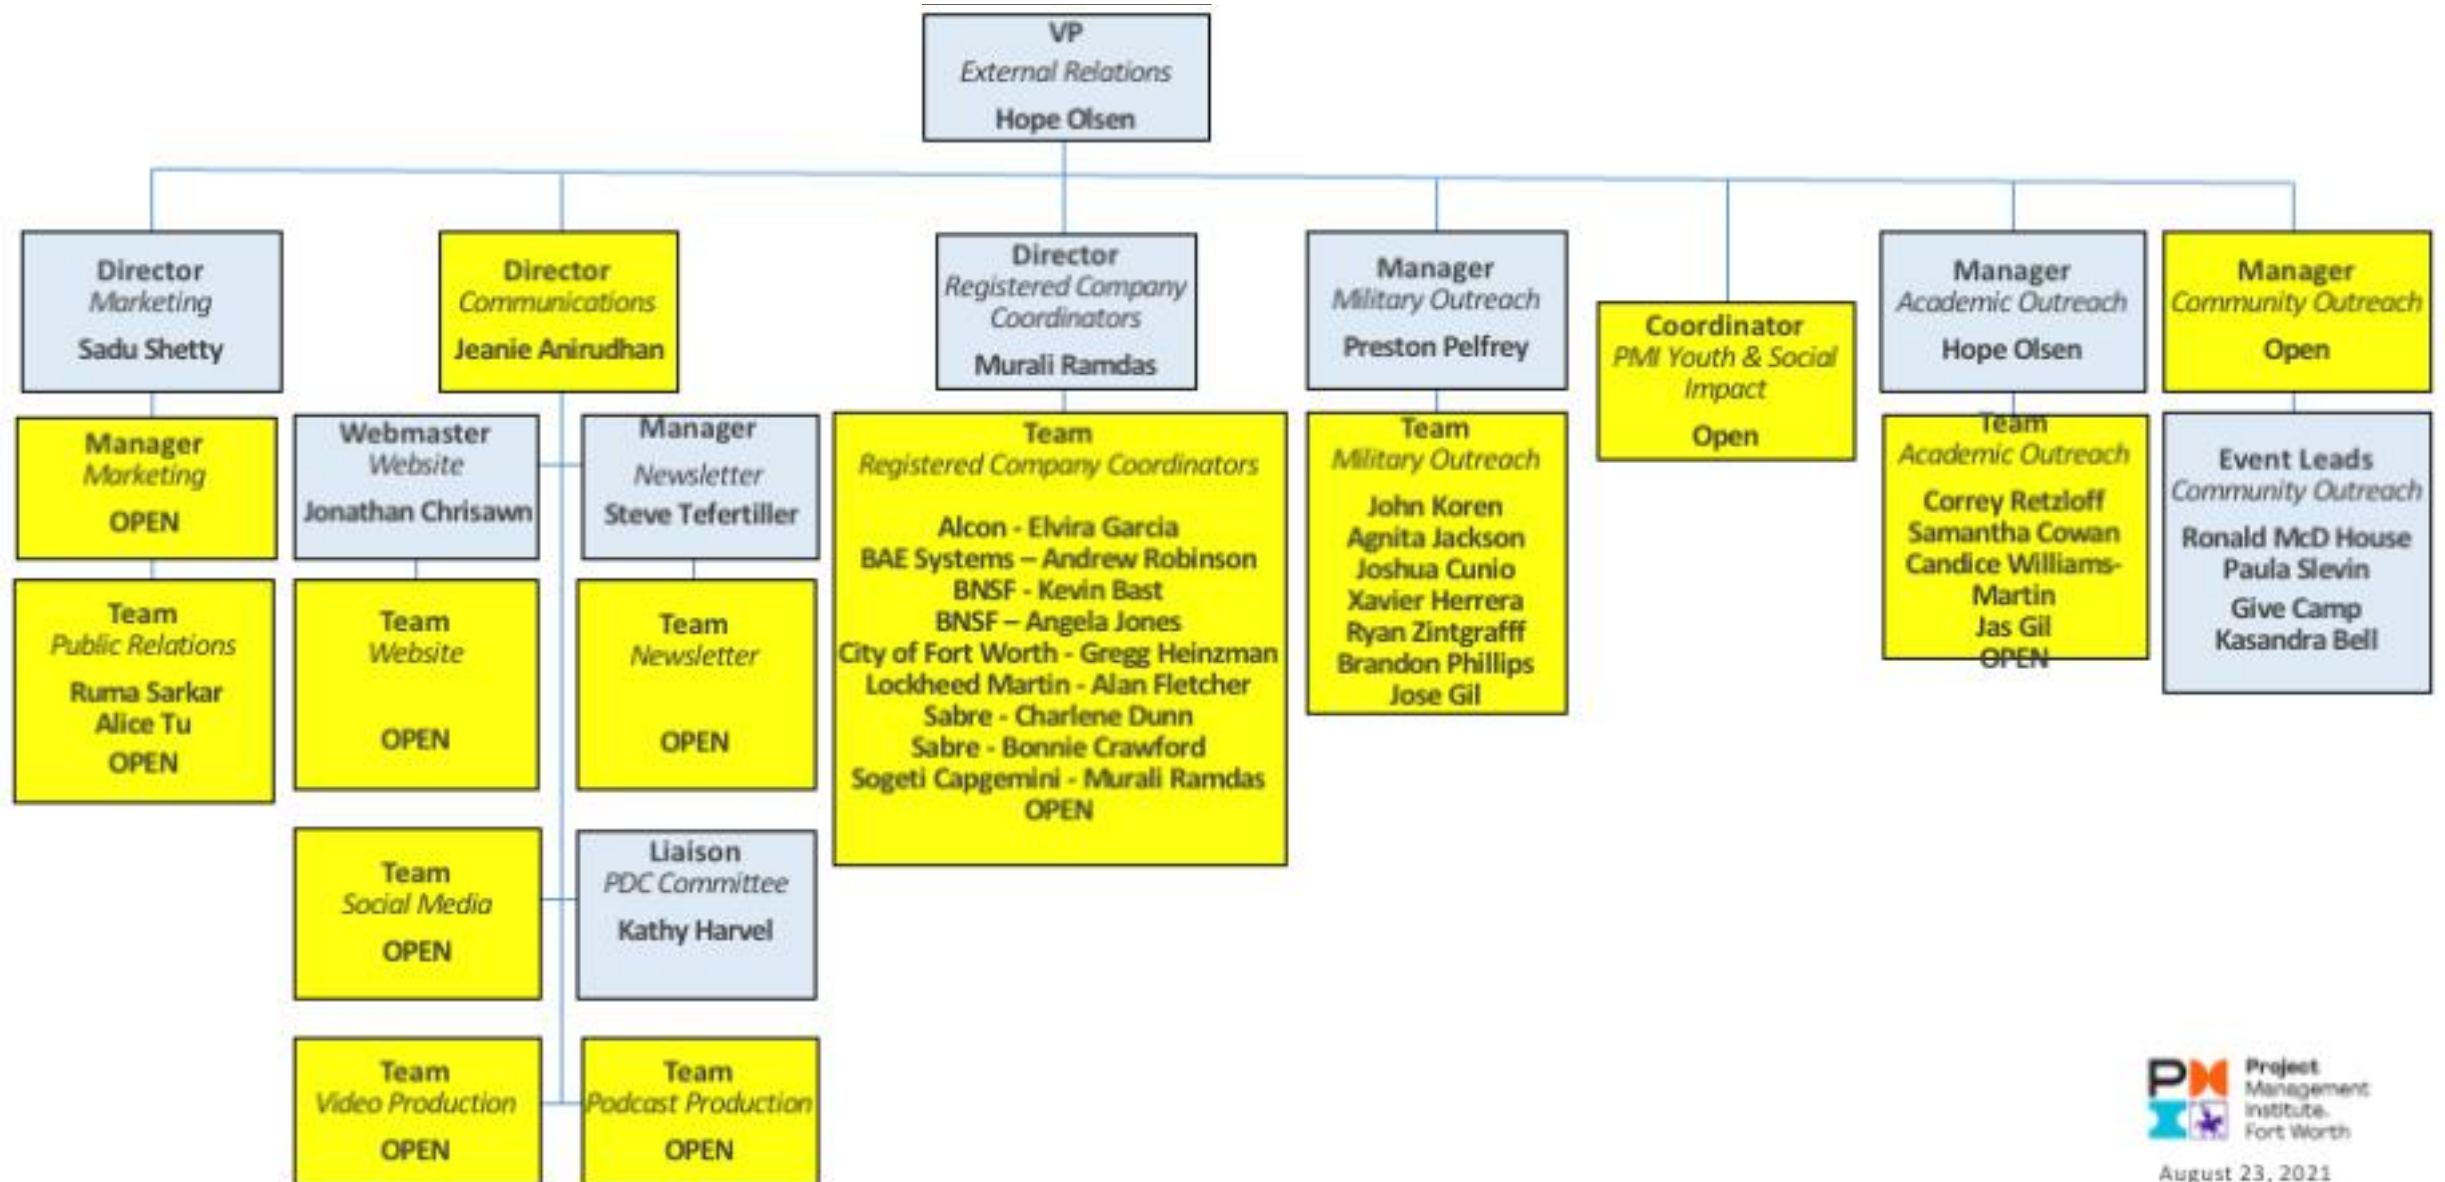 VP
External Relations
Hope Olsen
Director
Marketing
Sadu Shetty
Director
Communications
Jeanie Anirudhan
Director
Registered Company
Coordinators
Murali Ramdas
Manager
Military Outreach
Preston Pelfrey
Coordinator
PMI Youth & Social
Impact
Open
Manager
Academic Outreach
Hope Olsen
Manager
Community Outreach
Open
Manager
Marketing
OPEN
Webmaster
Website
Jonathan Chrisawn
Manager
Newsletter
Steve Tefertiller
Team
Registered Company Coordinators
Alcon - Elvira Garcia
BAE Systems – Andrew Robinson
BNSF - Kevin Bast
BNSF – Angela Jones
City of Fort Worth - Gregg Heinzman
Lockheed Martin - Alan Fletcher
Sabre - Charlene Dunn
Sabre - Bonnie Crawford
Sogeti Capgemini - Murali Ramdas
OPEN
Team
Military Outreach
John Koren
Agnita Jackson
Joshua Cunio
Xavier Herrera
Ryan Zintgrafff
Brandon Phillips
Jose Gil
Team
Academic Outreach
Correy Retzloff
Samantha Cowan
Candice Williams-
Martin
Jas Gil
OPEN
Event Leads
Community Outreach
Ronald McD House
Paula Slevin
Give Camp
Kasandra Bell
Team
Public Relations
Ruma Sarkar
Alice Tu
OPEN
Team
Website
OPEN
Team
Newsletter
OPEN
Team
Social Media
OPEN
Liaison
PDC Committee
Kathy Harvel
Team
Video Production
OPEN
Team
Podcast Production
OPEN
Project
Management
Institute.
Fort Worth
August 23, 2021